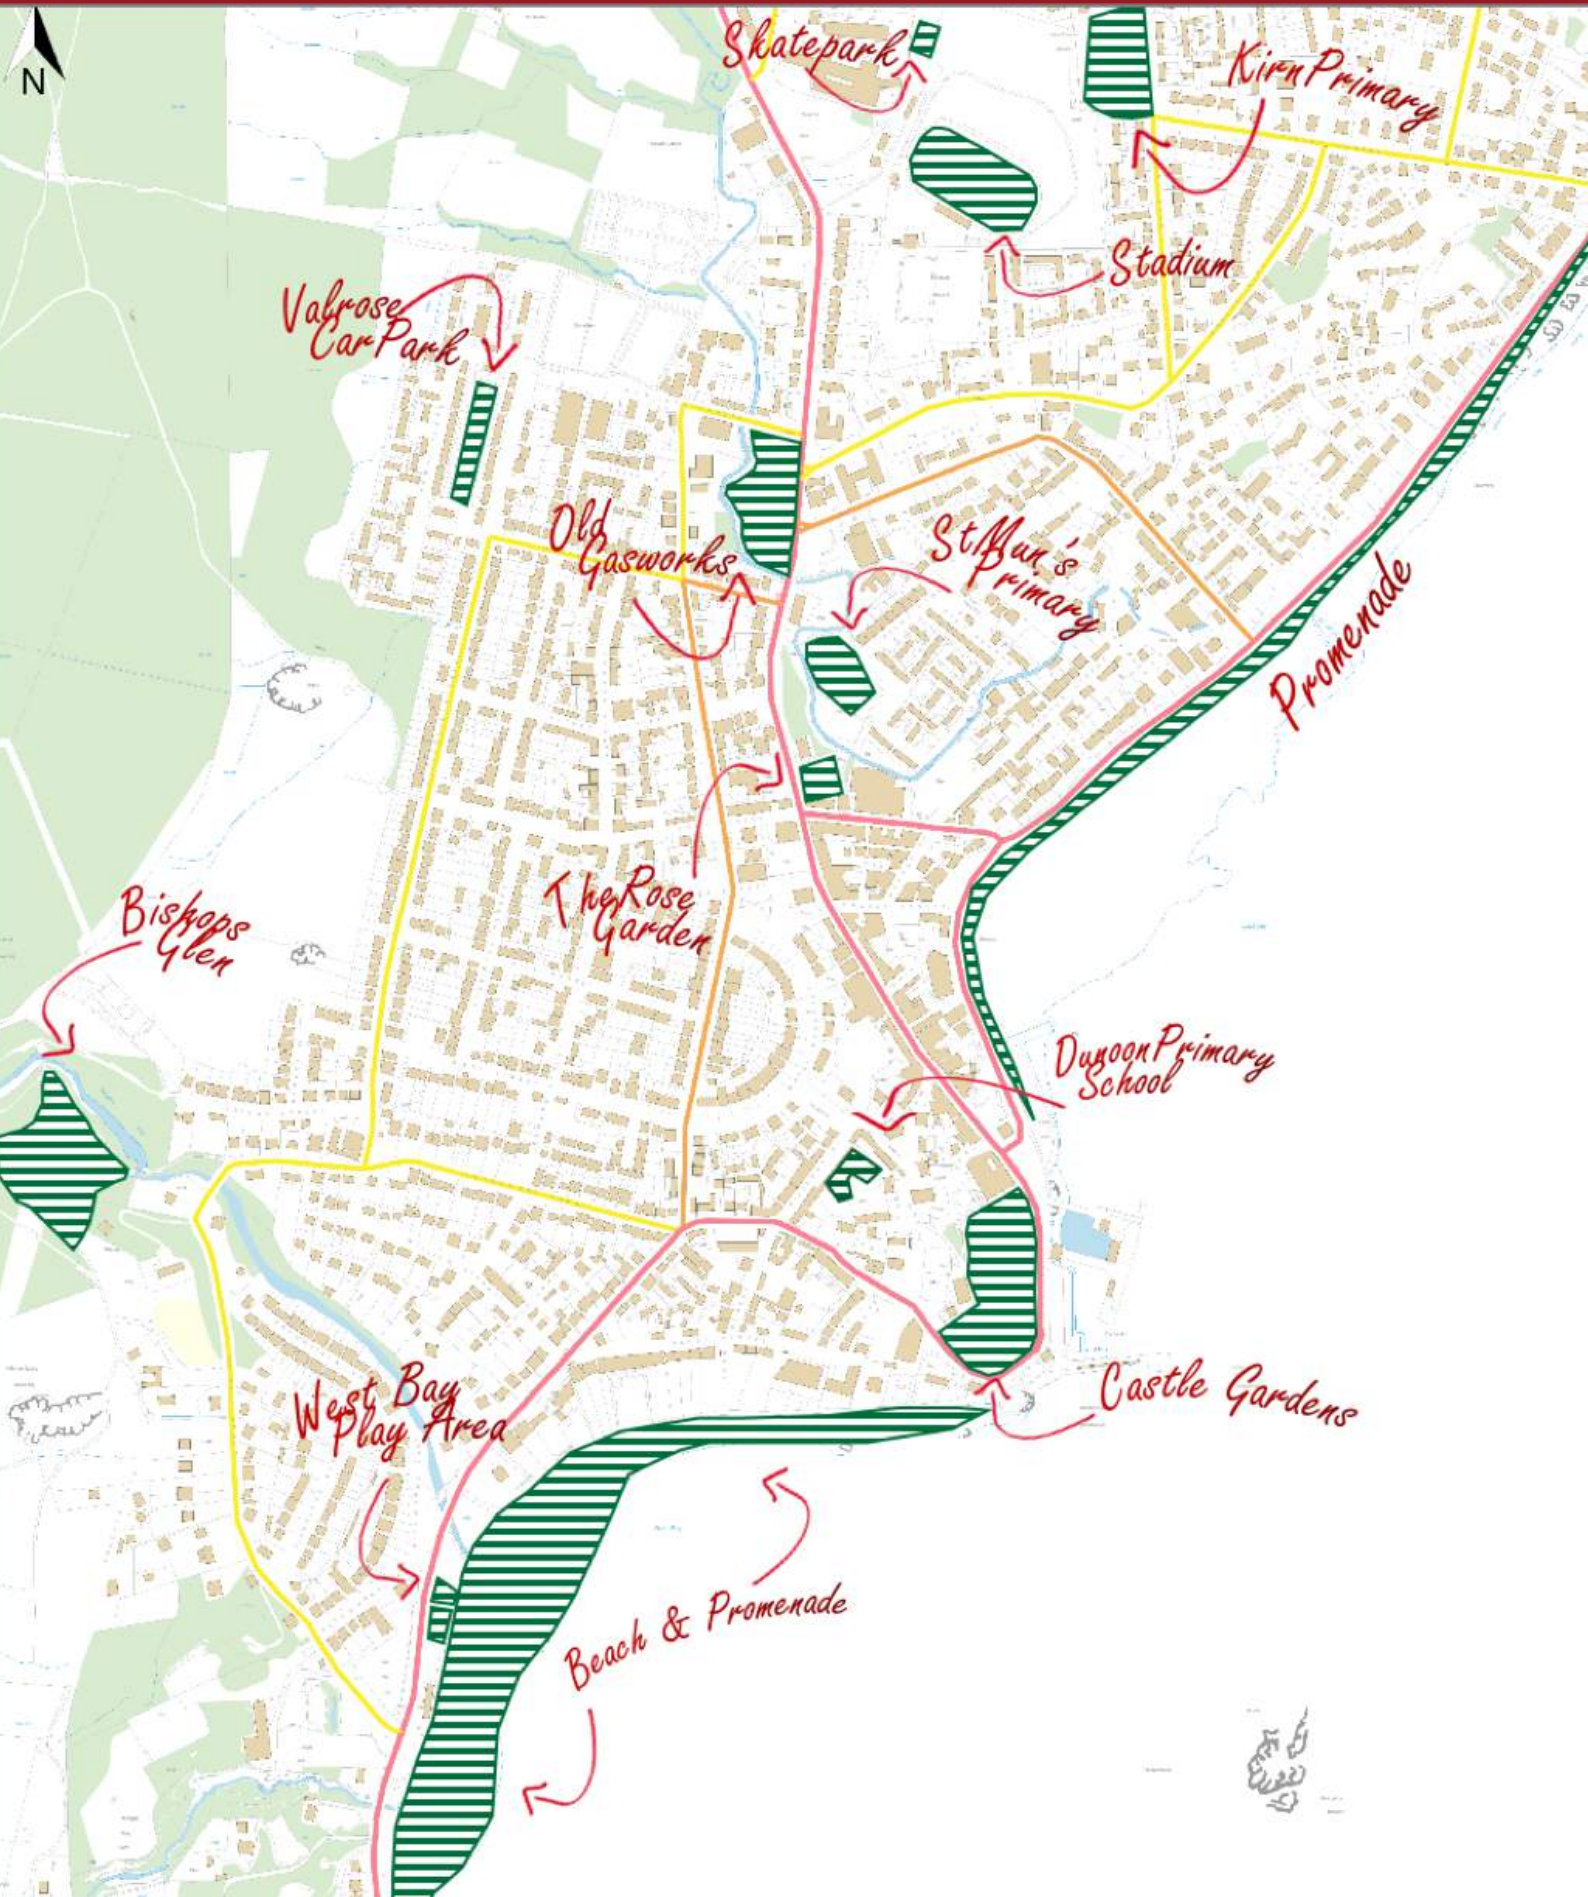 N
Skatepark
Kirn Primary
Stadium
Valrose
Car Park
Old
Gasworks
St Mun's
Primary
Promenade
The Rose
Garden
Bishops
Glen
Dunoon Primary
School
West Bay
Play Area
Castle Gardens
Beach & Promenade